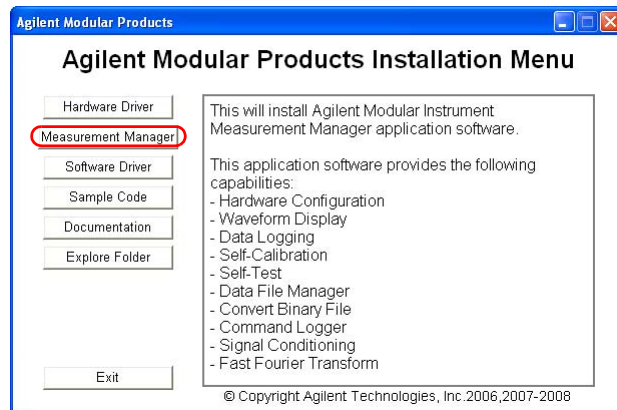 Agilent Modular Products
Agilent Modular Products Installation Menu
Hardware Driver
Measurement Manager
Software Driver
Sample Code
Documentation
Explore Folder
Exit
This will install Agilent Modular Instrument
Measurement Manager application software.
This application software provides the following
capabilities:
- Hardware Configuration
- Waveform Display
- Data Logging
- Self-Calibration
- Self-Test
- Data File Manager
- Convert Binary File
- Command Logger
- Signal Conditioning
- Fast Fourier Transform
© Copyright Agilent Technologies, Inc.2006,2007-2008